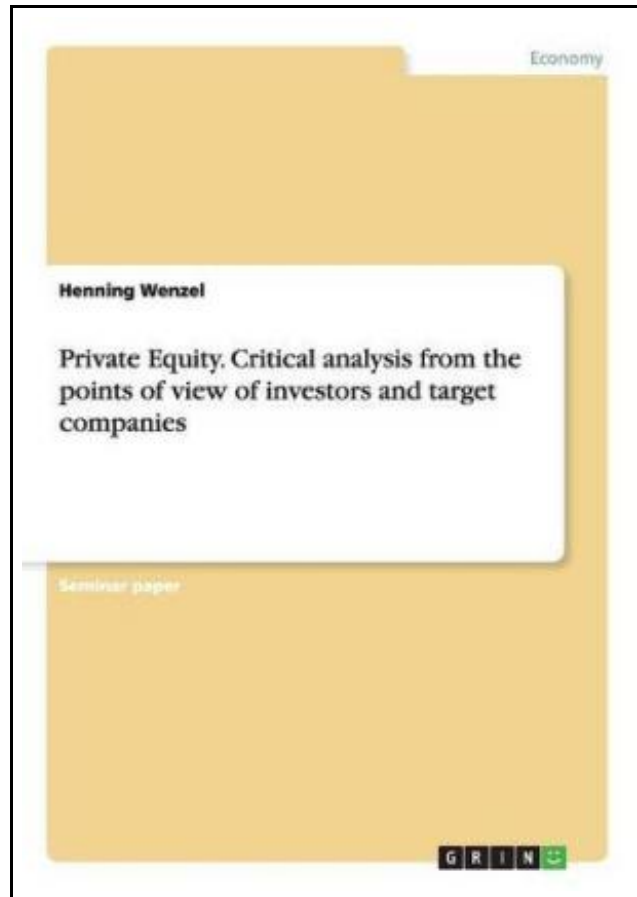 Economy
Henning Wenzel
Private Equity. Critical analysis from the
points of view of investors and target
companies
Seminar paper
GRIN